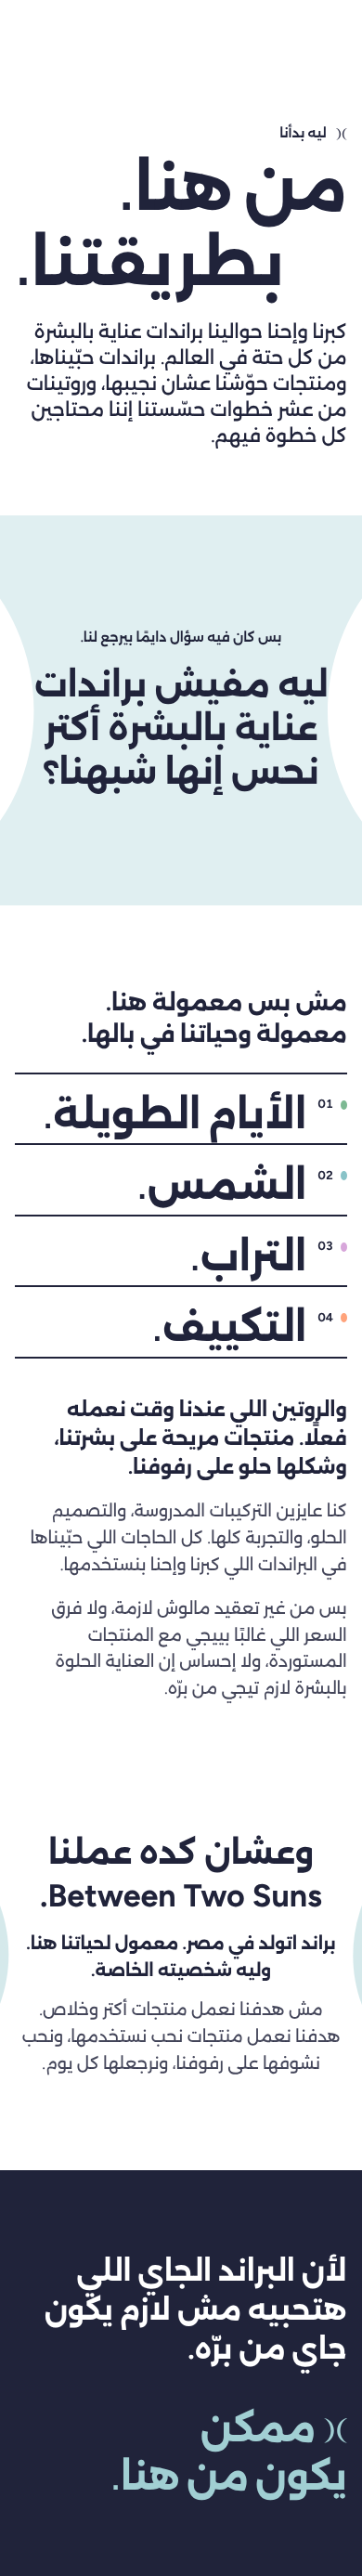 ليه بدأنا
من هنا.
بطريقتنا.
كبرنا وإحنا حوالينا براندات عناية بالبشرة
من كل حتة في العالم. براندات حبّيناها،
ومنتجات حوّشنا عشان نجيبها، وروتينات
من عشر خطوات حسّستنا إننا محتاجين
كل خطوة فيهم.
بس كان فيه سؤال دايمًا بيرجع لنا.
ليه مفيش براندات
عناية بالبشرة أكتر
نحس إنها شبهنا؟
مش بس معمولة هنا.
معمولة وحياتنا في بالها.
01 الأيام الطويلة.
02 الشمس.
03 التراب.
04 التكييف.
والروتين اللي عندنا وقت نعمله
فعلًا. منتجات مريحة على بشرتنا،
وشكلها حلو على رفوفنا.
كنا عايزين التركيبات المدروسة، والتصميم
الحلو، والتجربة كلها. كل الحاجات اللي حبّيناها
في البراندات اللي كبرنا وإحنا بنستخدمها.
بس من غير تعقيد مالوش لازمة، ولا فرق
السعر اللي غالبًا بييجي مع المنتجات
المستوردة، ولا إحساس إن العناية الحلوة
بالبشرة لازم تيجي من برّه.
وعشان كده عملنا
Between Two Suns.
براند اتولد في مصر. معمول لحياتنا هنا.
وليه شخصيته الخاصة.
مش هدفنا نعمل منتجات أكتر وخلاص.
هدفنا نعمل منتجات نحب نستخدمها، ونحب
نشوفها على رفوفنا، ونرجعلها كل يوم.
لأن البراند الجاي اللي
هتحبيه مش لازم يكون
جاي من برّه.
ممكن
يكون من هنا.